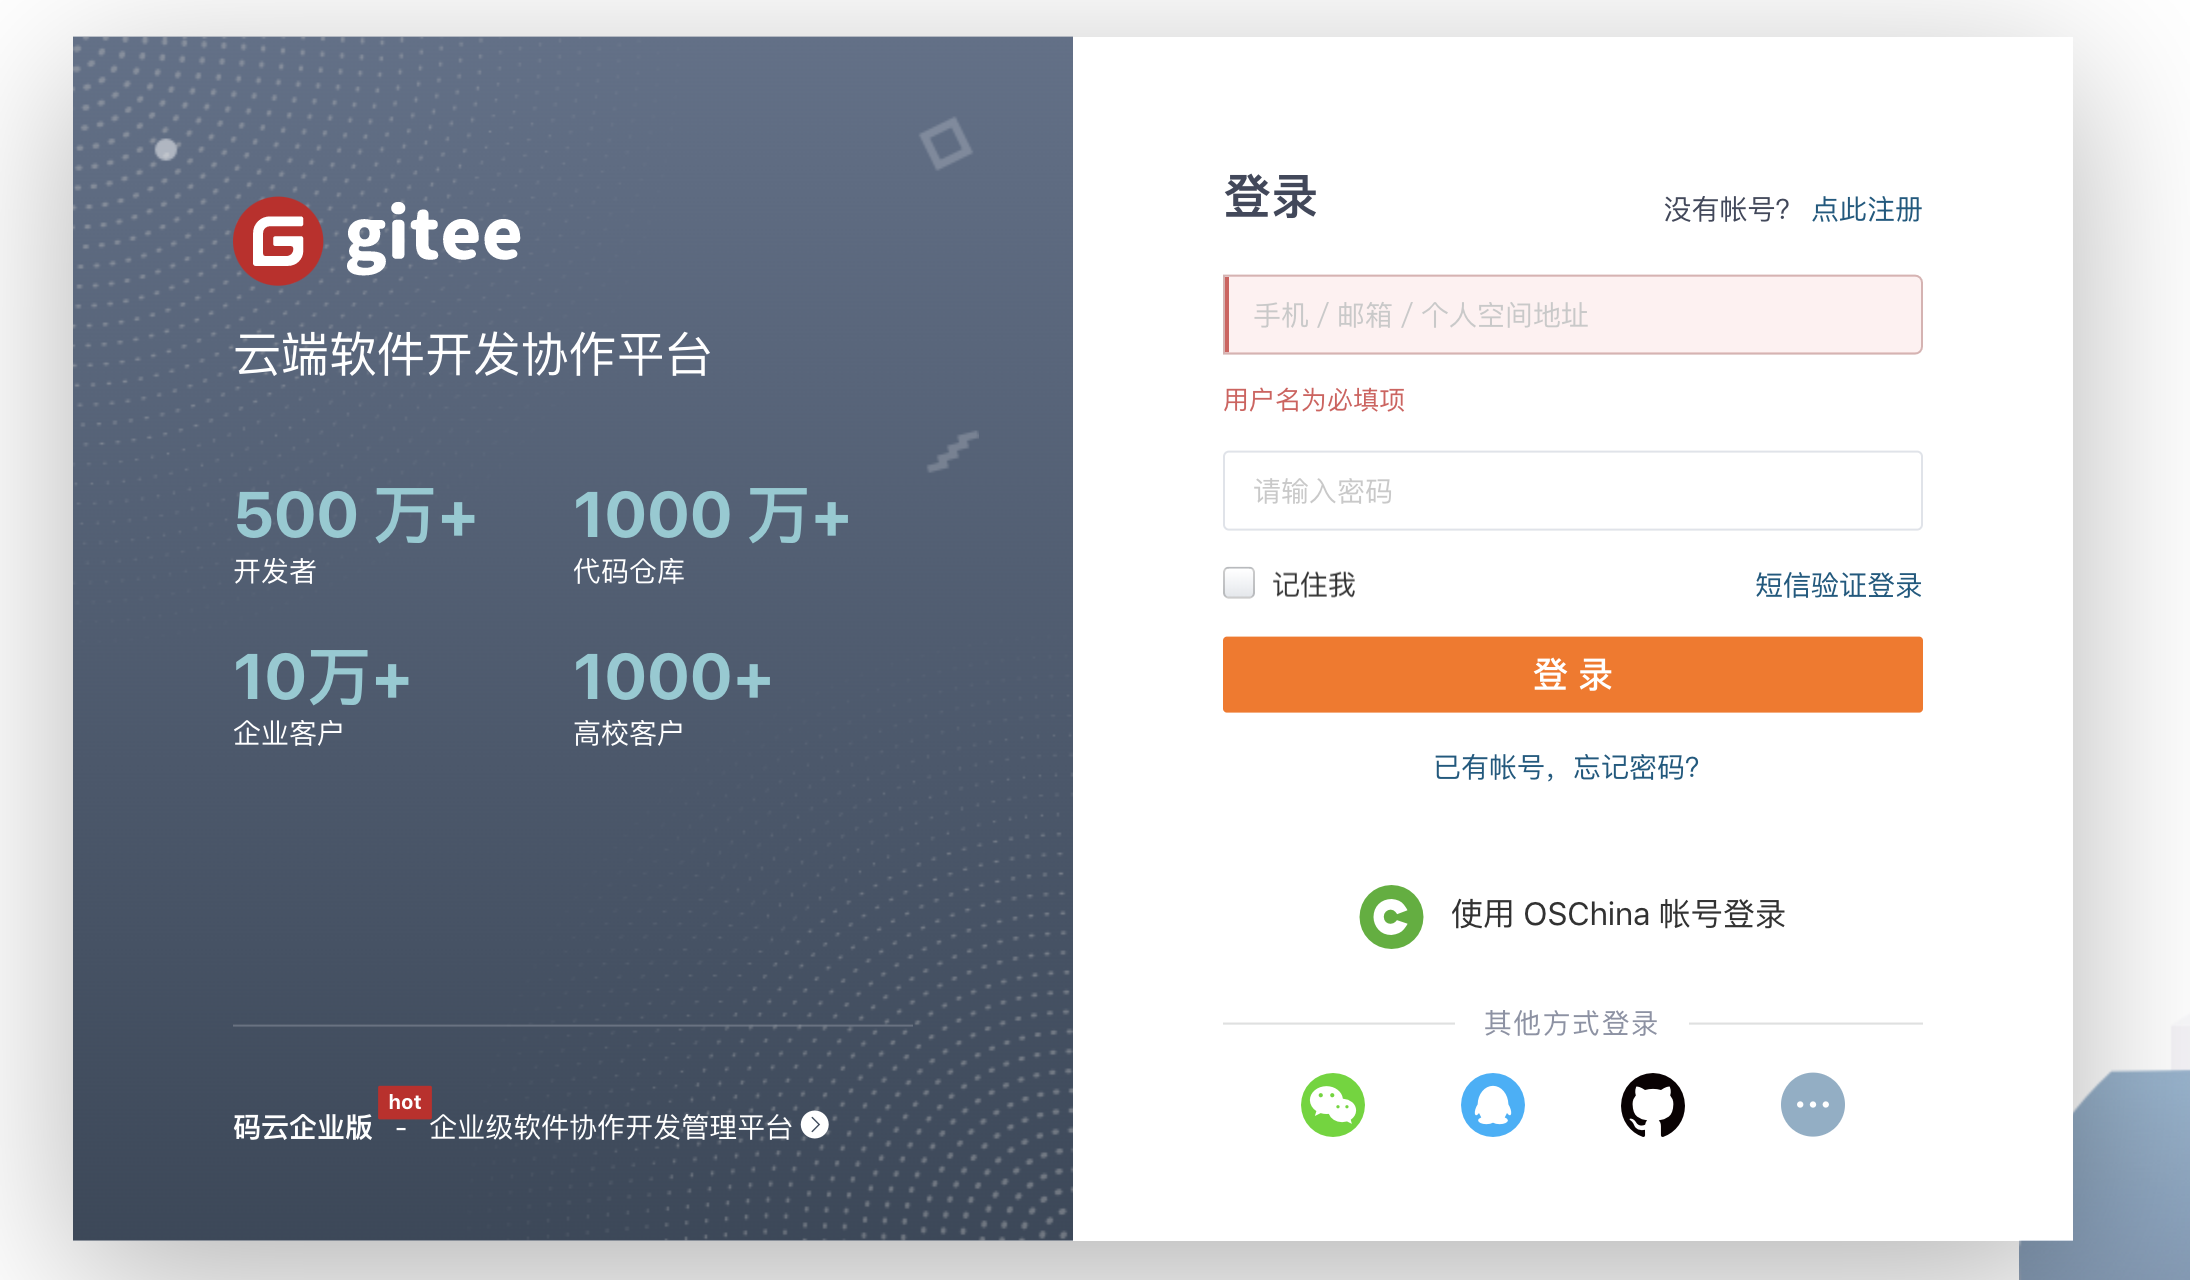 gitee
云端软件开发协作平台
500 万+
开发者
1000 万+
代码仓库
10万+
企业客户
1000+
高校客户
码云企业版 hot - 企业级软件协作开发管理平台
登录
没有帐号? 点此注册
手机 / 邮箱 / 个人空间地址
用户名为必填项
请输入密码
记住我
短信验证登录
登 录
已有帐号，忘记密码?
使用 OSChina 帐号登录
其他方式登录